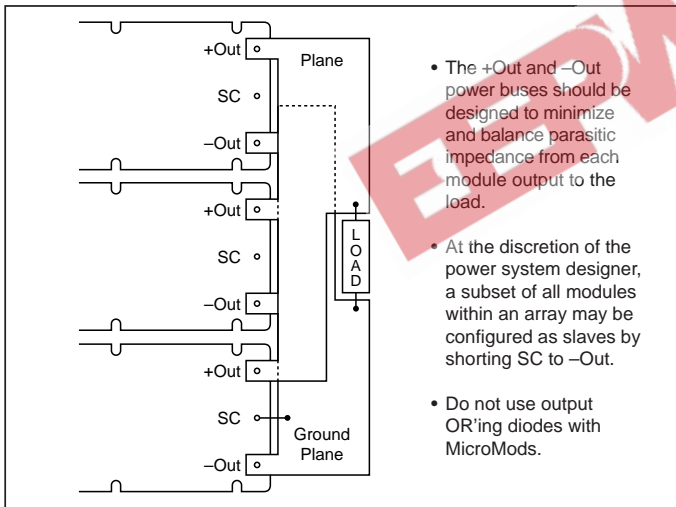 +Out
Plane
SC
–Out
+Out
SC
–Out
+Out
SC
–Out
Ground
Plane
L
O
A
D
• The +Out and –Out
power buses should be
designed to minimize
and balance parasitic
impedance from each
module output to the
load.
• At the discretion of the
power system designer,
a subset of all modules
within an array may be
configured as slaves by
shorting SC to –Out.
• Do not use output
OR'ing diodes with
MicroMods.